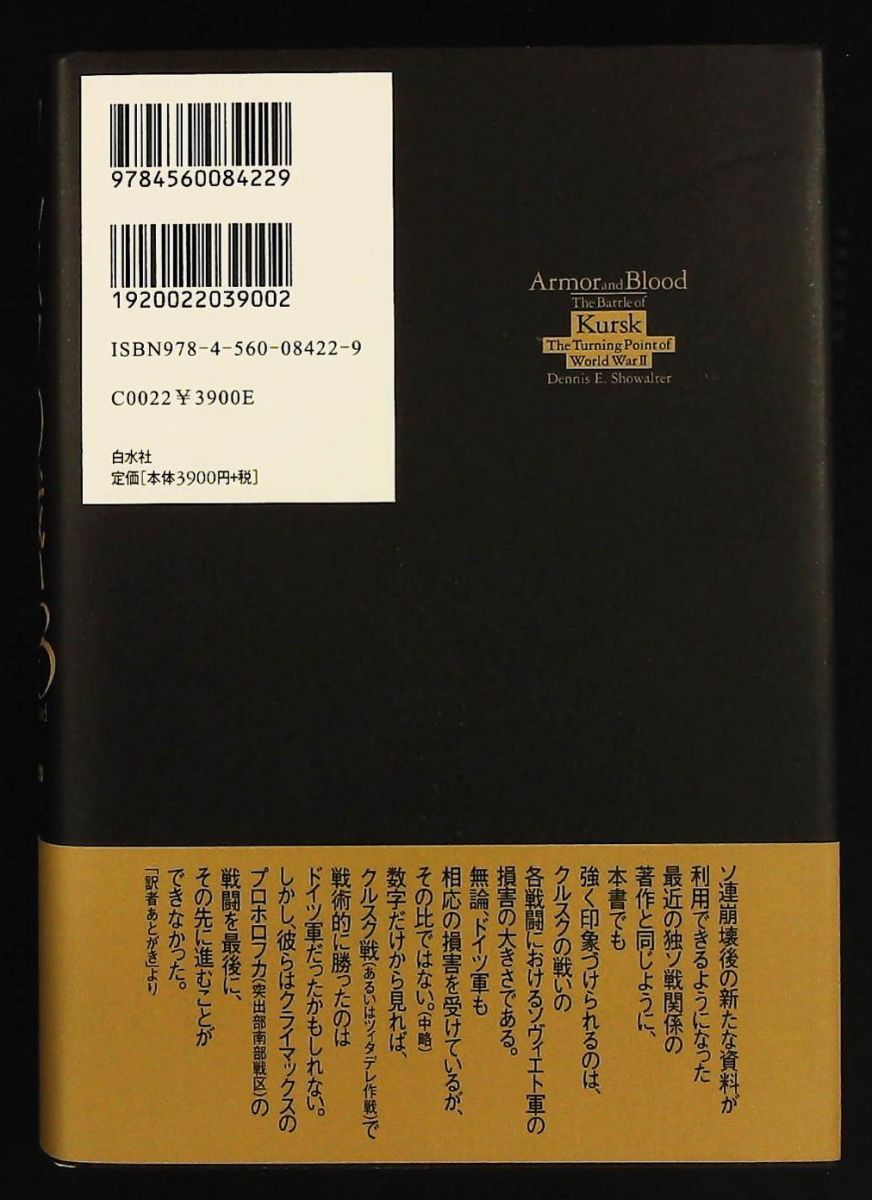 9784560084229
1920022039002
ISBN978-4-560-08422-9
C0022 ¥3900E
白水社
定価[本体3900円+税]
Armor and Blood
The Battle of
Kursk
The Turning Point of
World War II
Dennis E. Showalter
ソ連崩壊後の新たな資料が
利用できるようになった
最近の独ソ戦関係の
著作と同じように、
本書でも
強く印象づけられるのは、
クルスクの戦いの
各戦闘におけるソヴィエト軍の
損害の大きさである。
無論、ドイツ軍も
相応の損害を受けているが、
その比ではない。(中略)
数字だけから見れば、
クルスク戦(あるいはツィタデレ作戦)で
戦術的に勝ったのは
ドイツ軍だったかもしれない。
しかし、彼らはクライマックスの
プロホロフカ(突出部南部戦区)の
戦闘を最後に、
その先に進むことが
できなかった。
「訳者あとがき」より